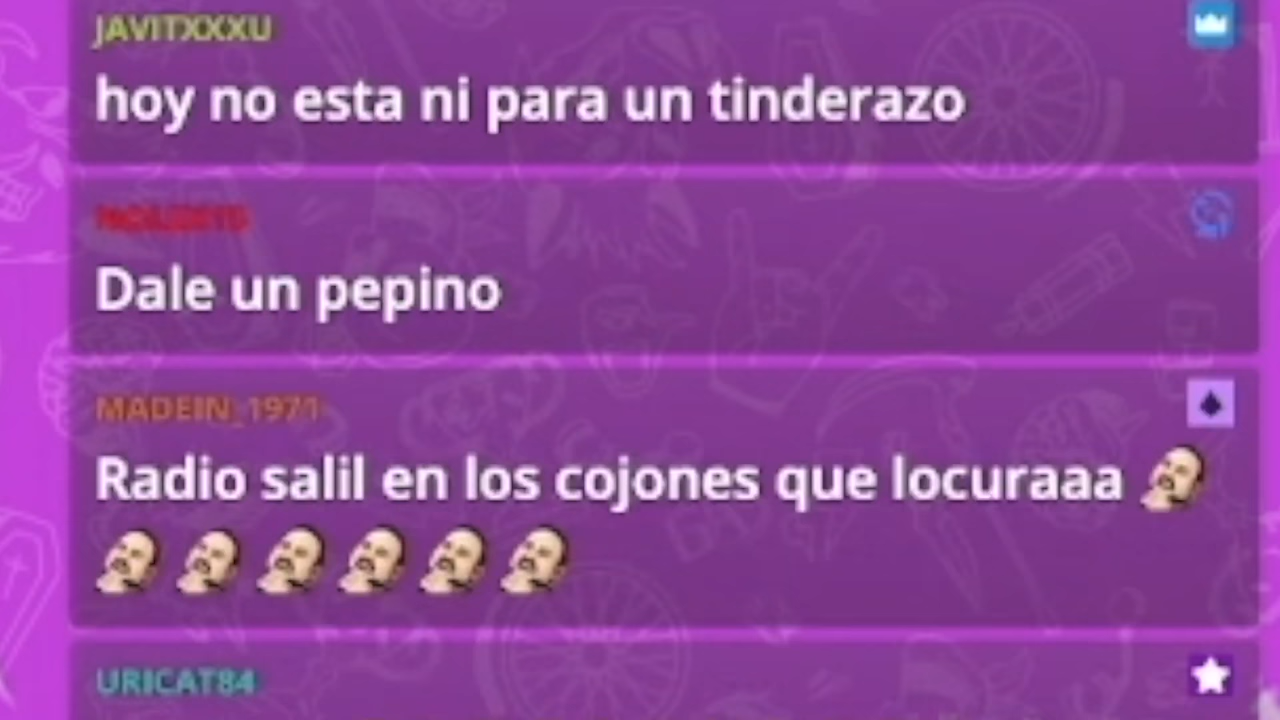 JAVITXXXU
hoy no esta ni para un tinderazo
Dale un pepino
MADEIN_1971
Radio salil en los cojones que locuraaa
URICAT84